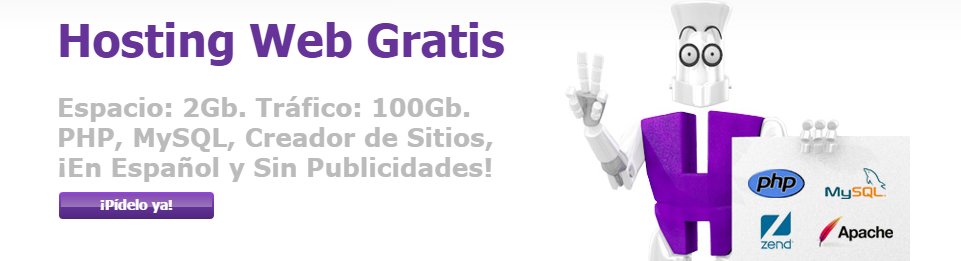 Hosting Web Gratis
Espacio: 2Gb. Tráfico: 100Gb.
PHP, MySQL, Creador de Sitios,
¡En Español y Sin Publicidades!
¡Pídelo ya!
H
php
MySQL
zend
Apache